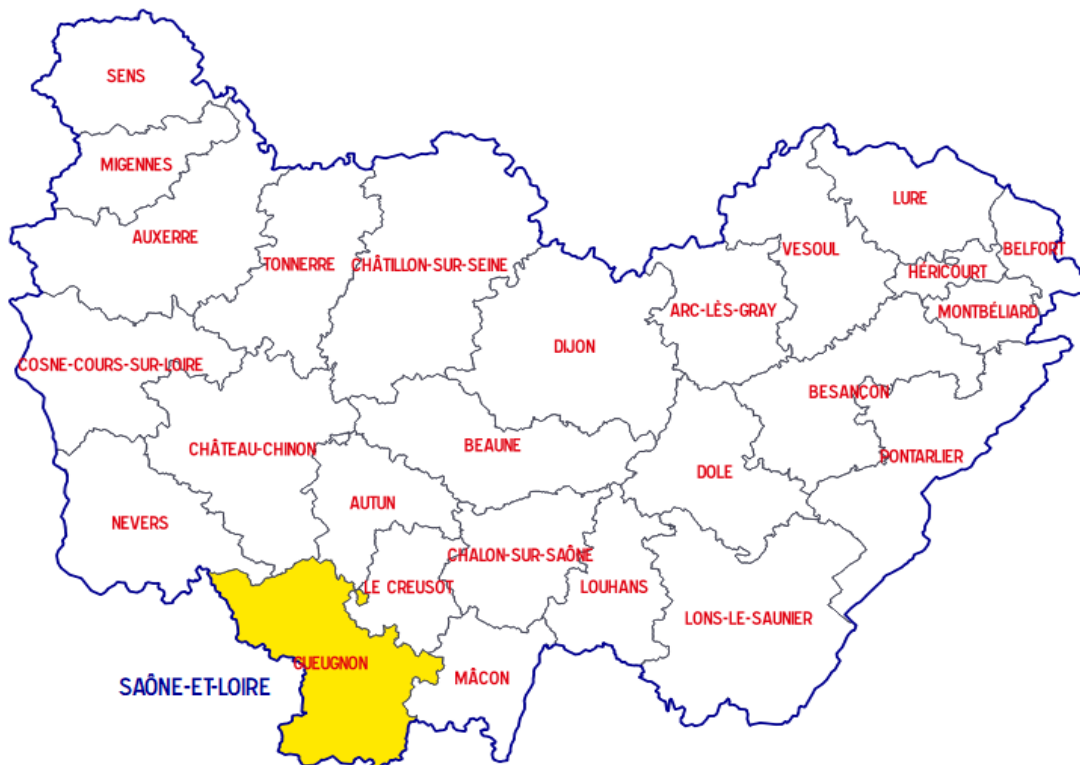 SENS
MIGENNES
AUXERRE
LURE
TONNERRE
CHÂTILLON-SUR-SEINE
VESOUL
BELFORT
HÉRICOURT
ARC-LÈS-GRAY
MONTBÉLIARD
DIJON
COSNE-COURS-SUR-LOIRE
BESANÇON
CHÂTEAU-CHINON
BEAUNE
PONTARLIER
DOLE
AUTUN
NEVERS
CHALON-SUR-SAÔNE
LE CREUSOT
LOUHANS
LONS-LE-SAUNIER
GUEUGNON
MÂCON
SAÔNE-ET-LOIRE